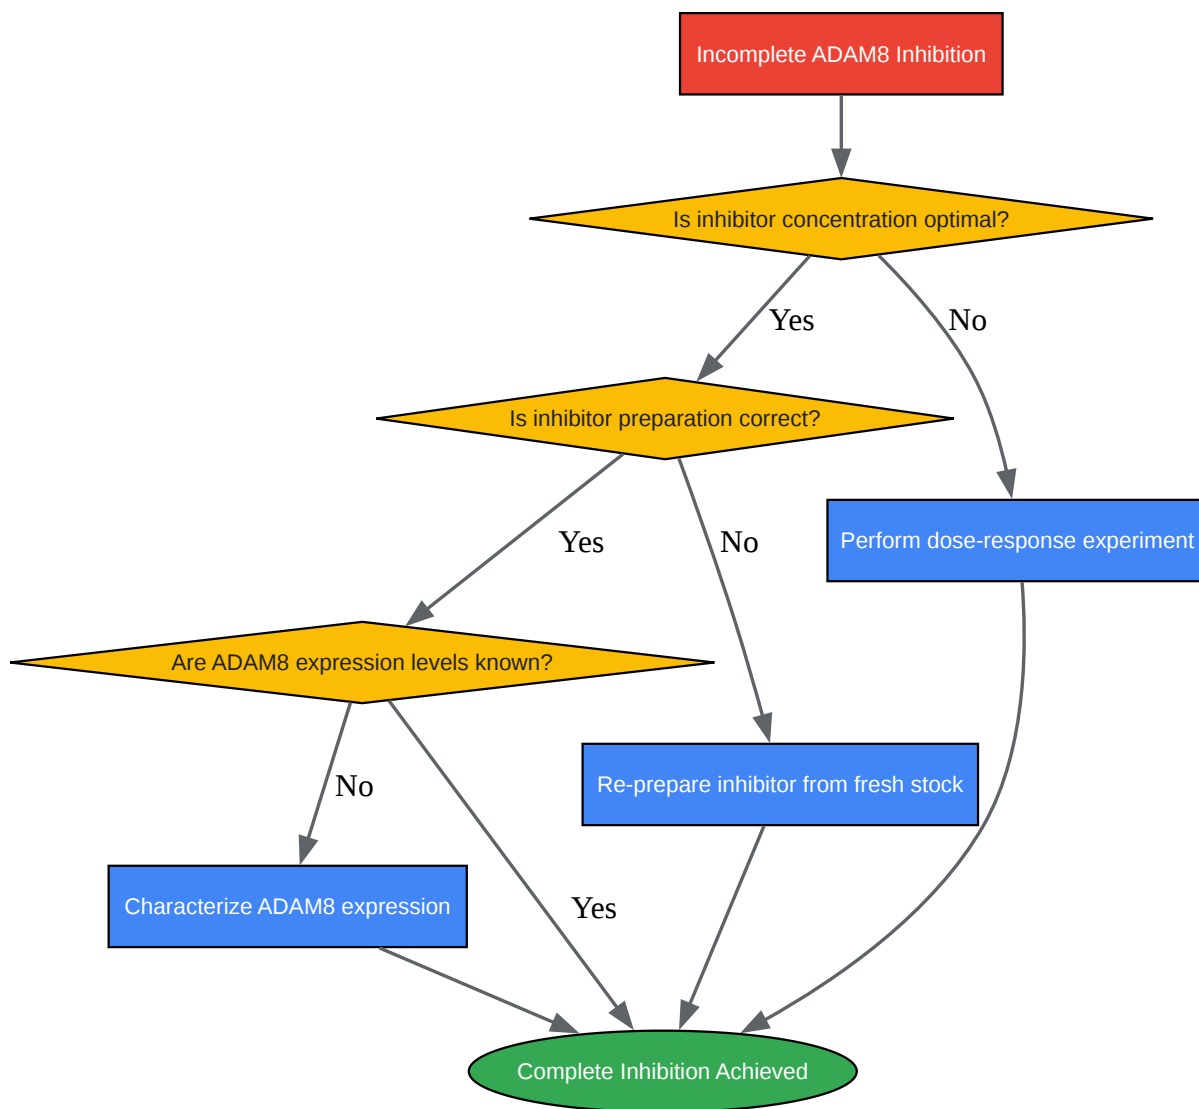 Incomplete ADAM8 Inhibition
Is inhibitor concentration optimal?
Yes
No
Is inhibitor preparation correct?
Yes
No
Perform dose-response experiment
Are ADAM8 expression levels known?
No
Re-prepare inhibitor from fresh stock
Characterize ADAM8 expression
Yes
Complete Inhibition Achieved